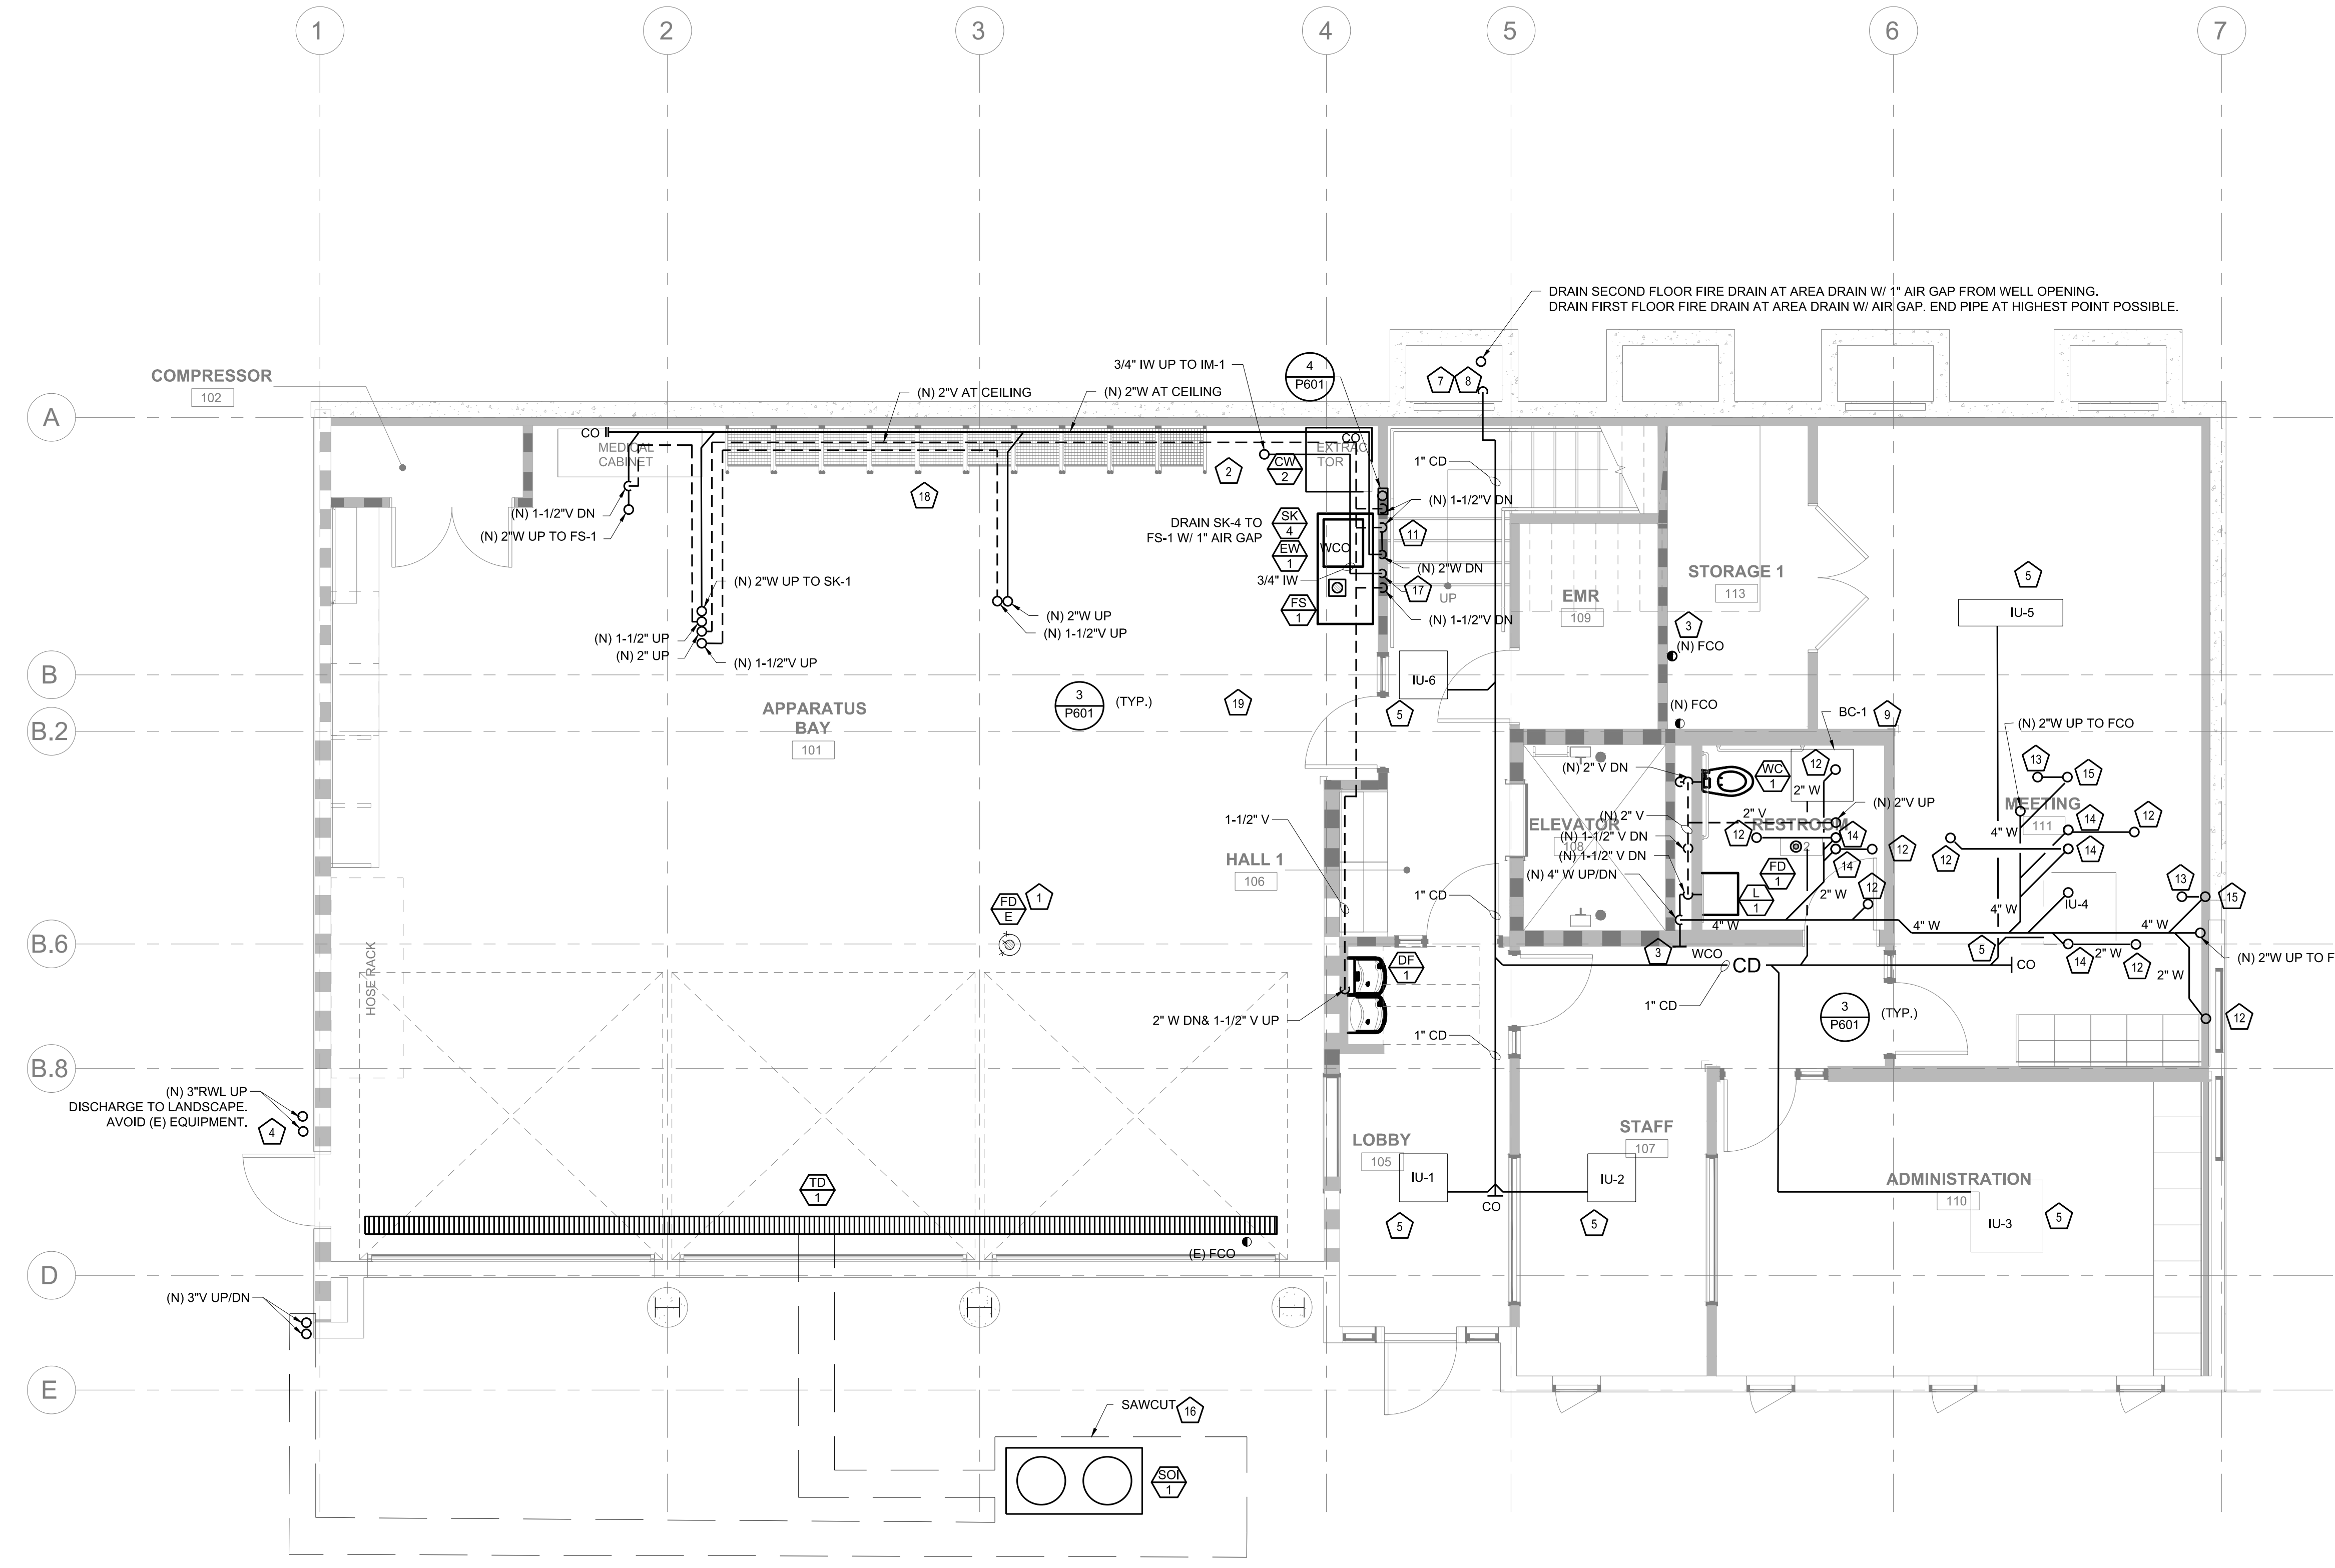 1
2
3
4
5
6
7
DRAIN SECOND FLOOR FIRE DRAIN AT AREA DRAIN W/ 1" AIR GAP FROM WELL OPENING.
DRAIN FIRST FLOOR FIRE DRAIN AT AREA DRAIN W/ AIR GAP. END PIPE AT HIGHEST POINT POSSIBLE.
COMPRESSOR
102
3/4" IW UP TO IM-1
4
P601
7
8
(N) 2"V AT CEILING
(N) 2"W AT CEILING
A
CO
MEDICAL
CABINET
CO
EXTRAC
TOR
CW
2
2
18
1" CD
(N) 1-1/2"V DN
(N) 1-1/2"V DN
(N) 2"W UP TO FS-1
DRAIN SK-4 TO
FS-1 W/ 1" AIR GAP
SK
4
EW
1
WCO
11
(N) 2"W DN
3/4" IW
17
FS
1
UP
(N) 1-1/2"V DN
(N) 2"W UP TO SK-1
(N) 1-1/2" UP
(N) 2" UP
(N) 1-1/2"V UP
(N) 2"W UP
(N) 1-1/2"V UP
EMR
109
STORAGE 1
113
5
IU-5
3
(N) FCO
B
IU-6
5
3
P601
(TYP.)
19
APPARATUS
BAY
101
B.2
(N) FCO
BC-1
9
(N) 2"W UP TO FCO
(N) 2" V DN
WC
1
12
2" W
13
15
(N) 2"V UP
MEETING
111
1-1/2" V
ELEVATOR
108
(N) 2" V
2" V
RESTROOM
2
12
14
14
12
4" W
14
12
14
12
(N) 1-1/2" V DN
(N) 1-1/2" V DN
(N) 4" W UP/DN
HALL 1
106
FD
1
L
1
2" W
12
IU-4
13
15
FD
E
1
1" CD
4" W
4" W
4" W
4" W
B.6
HOSE RACK
3
WCO
5
14
2" W
12
2" W
(N) 2"W UP TO F
DF
1
CD
CO
1" CD
2" W DN& 1-1/2" V UP
3
P601
(TYP.)
12
1" CD
B.8
(N) 3"RWL UP
DISCHARGE TO LANDSCAPE.
AVOID (E) EQUIPMENT.
4
LOBBY
105
IU-1
5
STAFF
107
IU-2
5
CO
ADMINISTRATION
110
IU-3
5
TD
1
(E) FCO
D
(N) 3"V UP/DN
E
SAWCUT
16
SOI
1